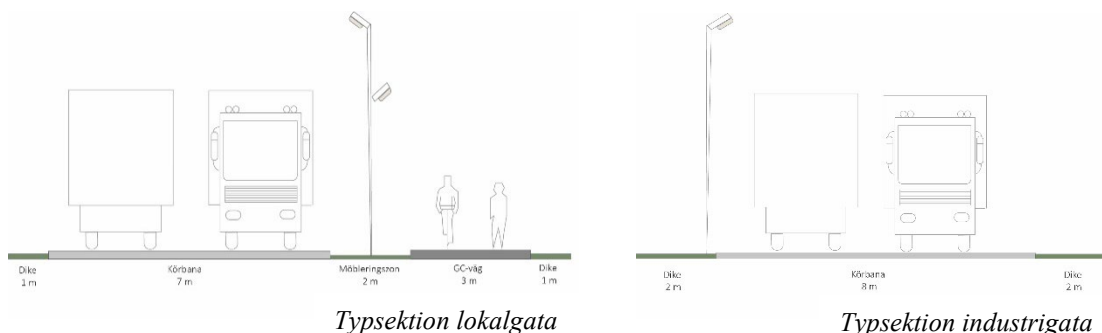 Dike
1 m
Körbana
7 m
Möbleringszon
2 m
GC-väg
3 m
Dike
1 m
Typsektion lokalgata
Dike
2 m
Körbana
8 m
Dike
2 m
Typsektion industrigata